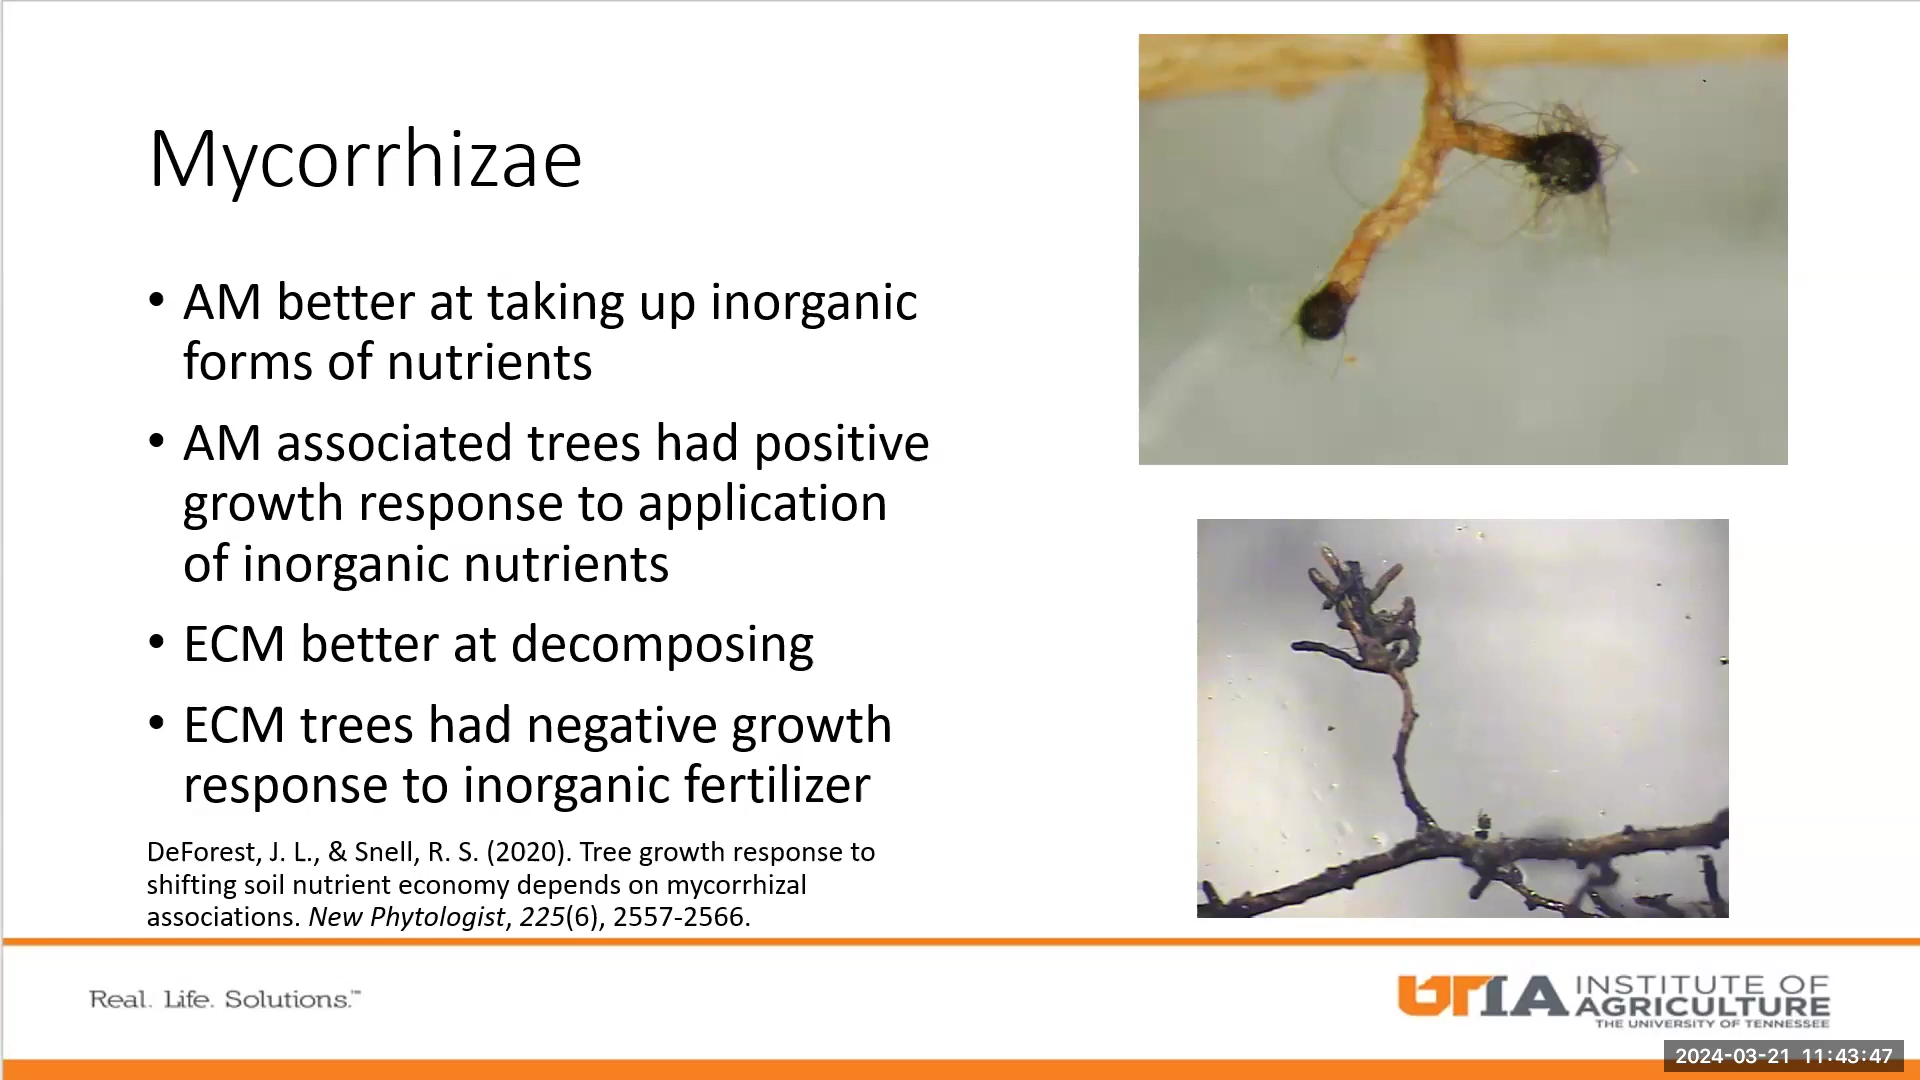 Mycorrhizae
• AM better at taking up inorganic
forms of nutrients
• AM associated trees had positive
growth response to application
of inorganic nutrients
• ECM better at decomposing
• ECM trees had negative growth
response to inorganic fertilizer
DeForest, J. L., & Snell, R. S. (2020). Tree growth response to
shifting soil nutrient economy depends on mycorrhizal
associations. New Phytologist, 225(6), 2557-2566.
Real. Life. Solutions.™
UTIA INSTITUTE OF
AGRICULTURE
THE UNIVERSITY OF TENNESSEE
2024-03-21 11:43:47